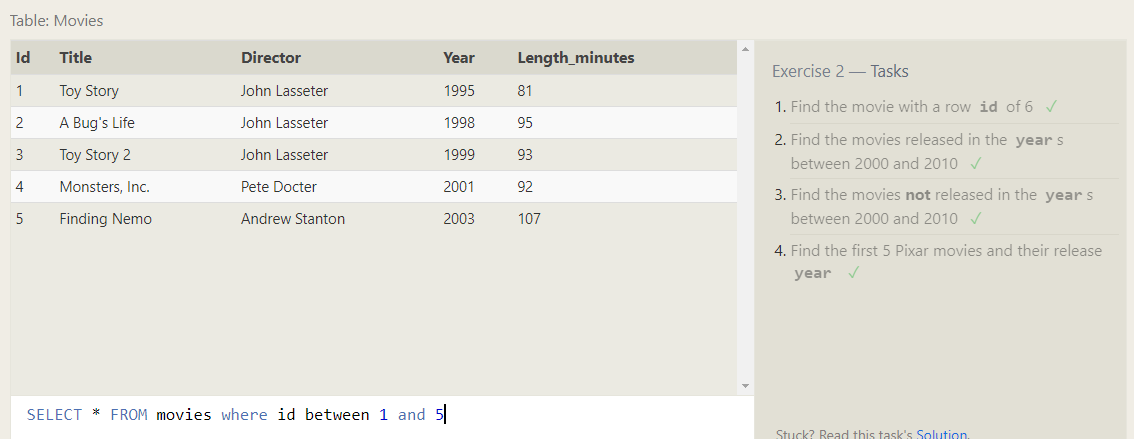 Table: Movies
Id Title Director Year Length_minutes
1 Toy Story John Lasseter 1995 81
2 A Bug's Life John Lasseter 1998 95
3 Toy Story 2 John Lasseter 1999 93
4 Monsters, Inc. Pete Docter 2001 92
5 Finding Nemo Andrew Stanton 2003 107
SELECT * FROM movies where id between 1 and 5
Exercise 2 — Tasks
1. Find the movie with a row id of 6 ✓
2. Find the movies released in the year s
between 2000 and 2010 ✓
3. Find the movies not released in the year s
between 2000 and 2010 ✓
4. Find the first 5 Pixar movies and their release
year ✓
Stuck? Read this task's Solution.